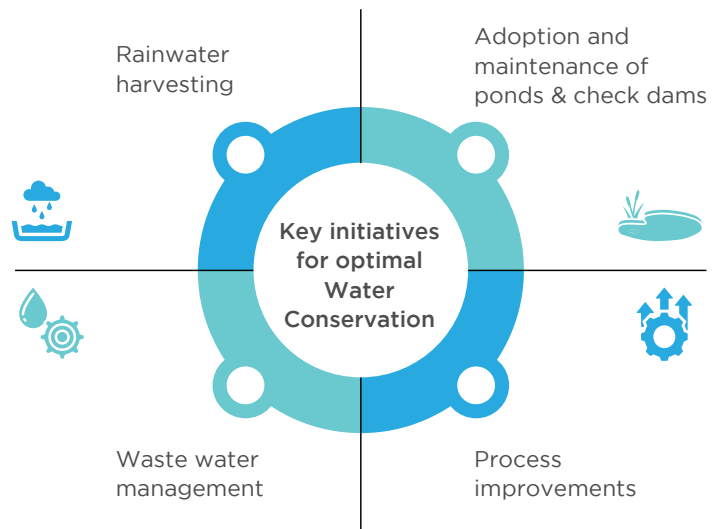 Rainwater
harvesting
Adoption and
maintenance of
ponds & check dams
Key initiatives
for optimal
Water
Conservation
Waste water
management
Process
improvements